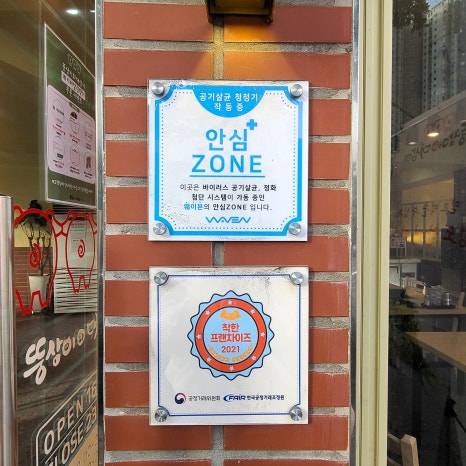 공기살균 청정기
작동중
안심
ZONE
이곳은 바이러스 공기살균, 정화
첨단 시스템이 가동 중인
웨이븐의 안심ZONE 입니다.
WAVEN
착한
프랜차이즈
2021
공정거래위원회
FAIR 한국공정거래조정원
뚱상이
OPEN 16
CLOSE